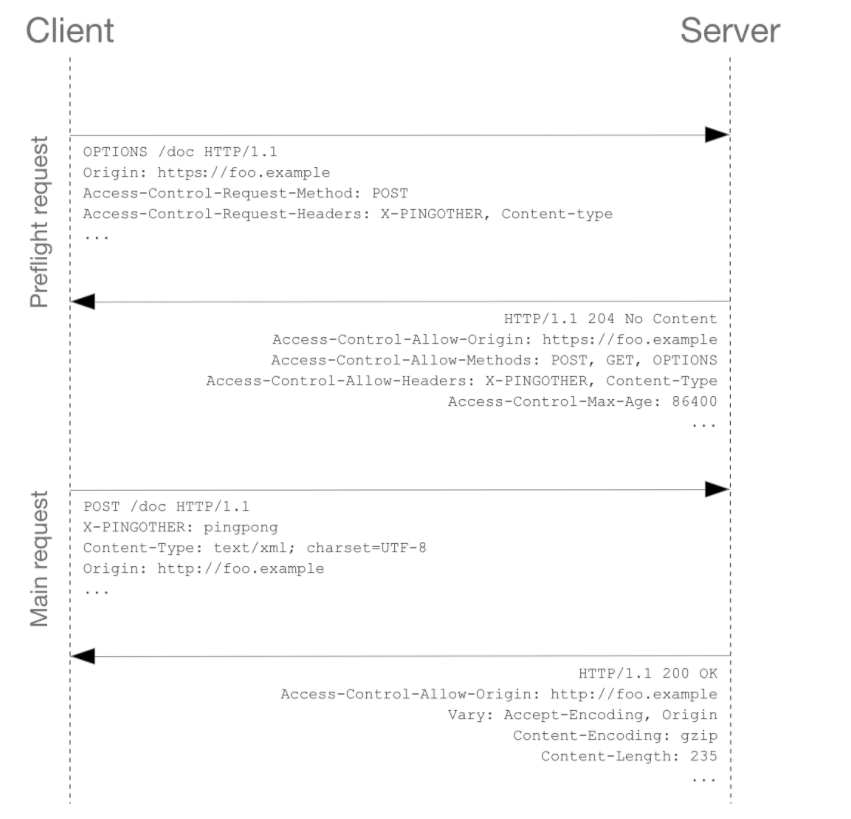 Client
Server
Preflight request
OPTIONS /doc HTTP/1.1
Origin: https://foo.example
Access-Control-Request-Method: POST
Access-Control-Request-Headers: X-PINGOTHER, Content-type
...
HTTP/1.1 204 No Content
Access-Control-Allow-Origin: https://foo.example
Access-Control-Allow-Methods: POST, GET, OPTIONS
Access-Control-Allow-Headers: X-PINGOTHER, Content-Type
Access-Control-Max-Age: 86400
...
Main request
POST /doc HTTP/1.1
X-PINGOTHER: pingpong
Content-Type: text/xml; charset=UTF-8
Origin: http://foo.example
...
HTTP/1.1 200 OK
Access-Control-Allow-Origin: http://foo.example
Vary: Accept-Encoding, Origin
Content-Encoding: gzip
Content-Length: 235
...